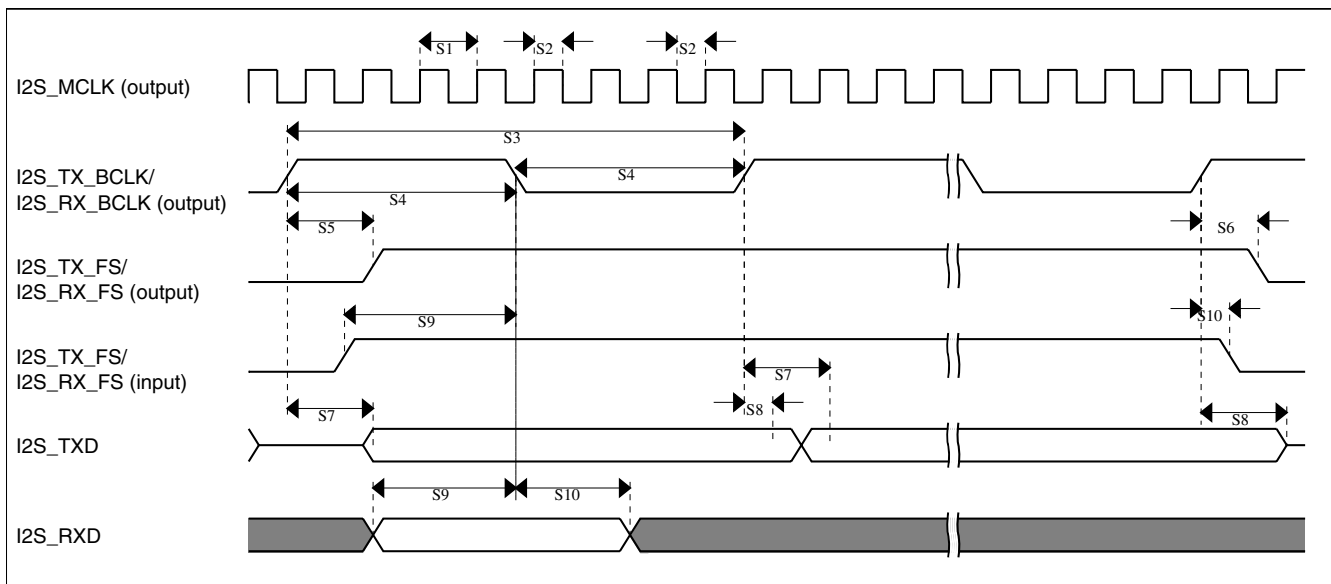 S1
S2
S2
I2S_MCLK (output)
S3
I2S_TX_BCLK/
I2S_RX_BCLK (output)
S4
S4
S5
S6
I2S_TX_FS/
I2S_RX_FS (output)
S9
S10
I2S_TX_FS/
I2S_RX_FS (input)
S7
S7
S8
S8
I2S_TXD
S9
S10
I2S_RXD